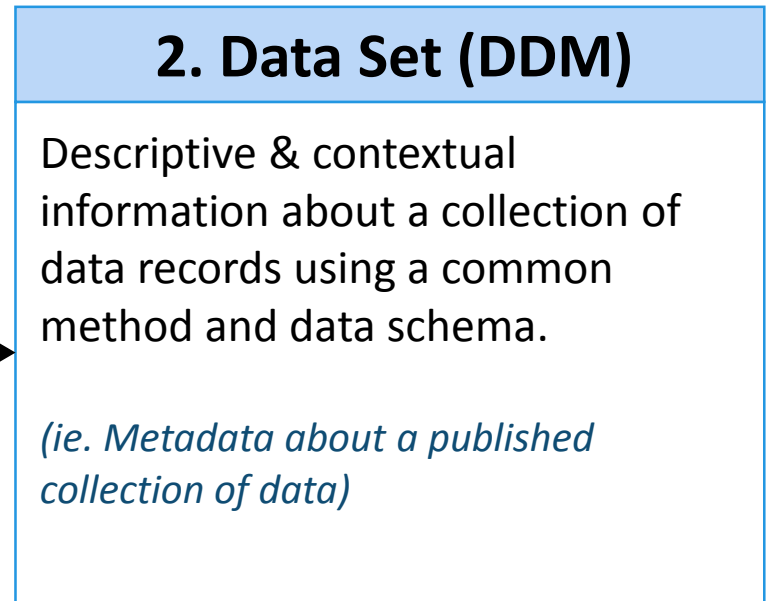 2. Data Set (DDM)
Descriptive & contextual
information about a collection of
data records using a common
method and data schema.
(ie. Metadata about a published
collection of data)